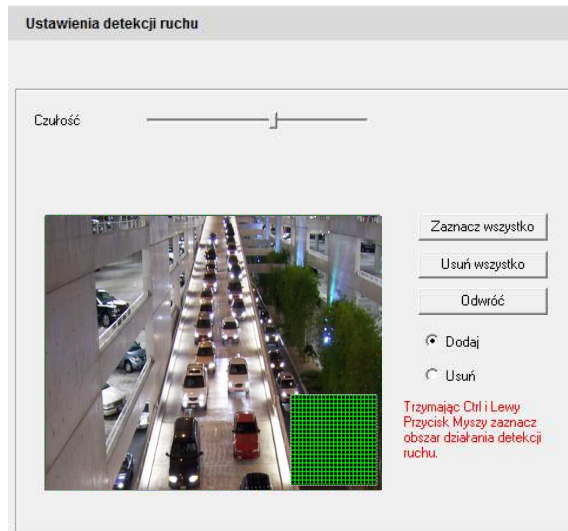 Ustawienia detekcji ruchu
Czułość
Zaznacz wszystko
Usuń wszystko
Odwróć
Dodaj
Usuń
Trzymając Ctrl i Lewy
Przycisk Myszy zaznacz
obszar działania detekcji
ruchu.